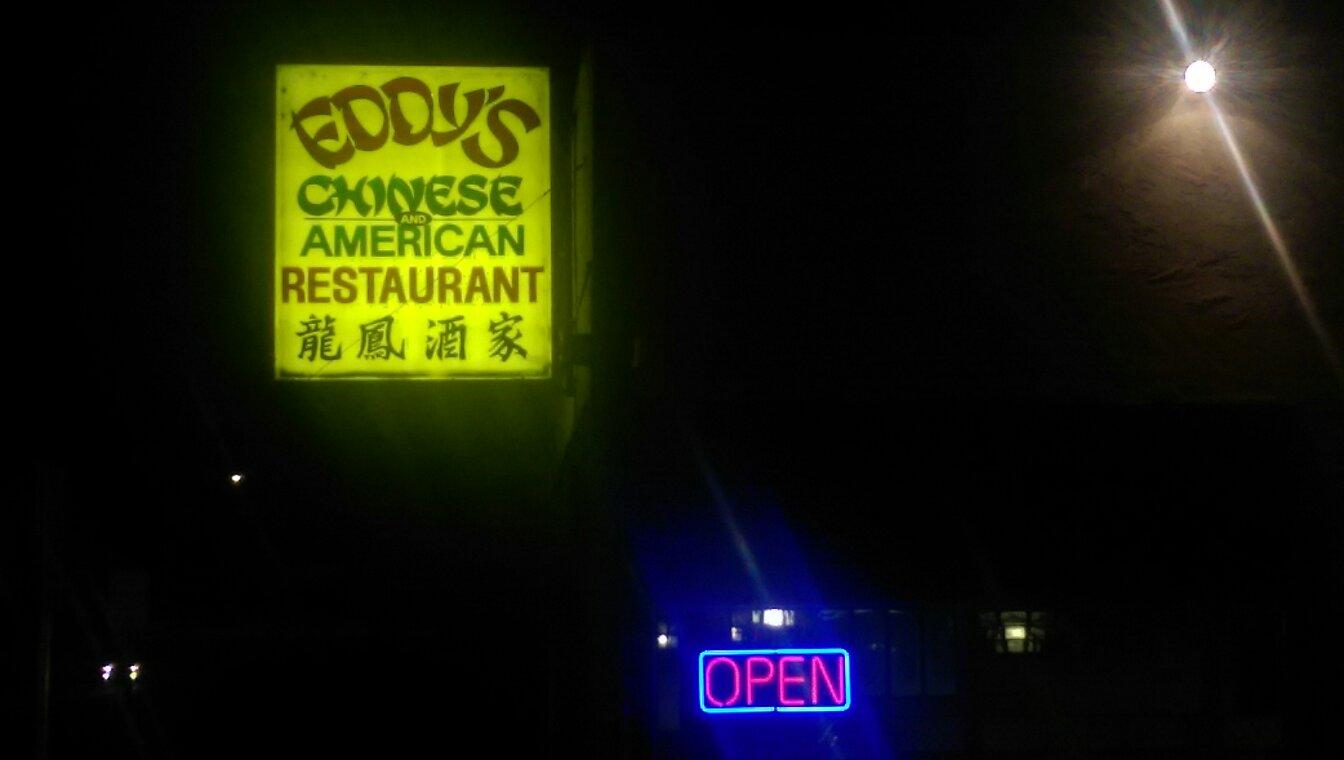 EDDY'S
CHINESE
AND
AMERICAN
RESTAURANT
龍鳳酒家
OPEN